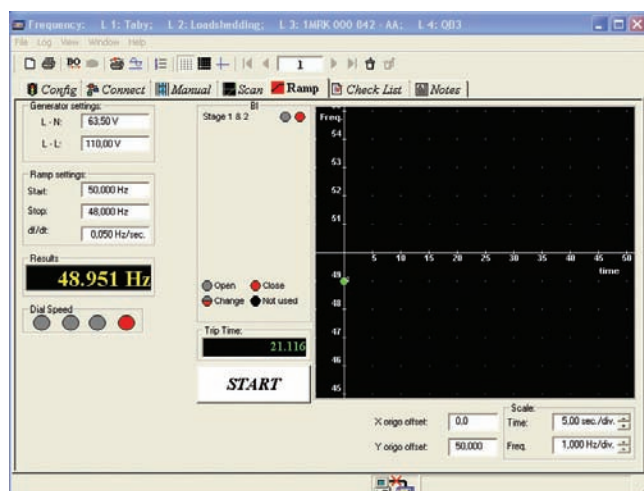 Frequency:   L 1: Taby;   L 2: Loadshedding;   L 3: 1MRK 000 842 - AA;   L 4: QB3
File  Log  View  Window  Help
BO  1
Config  Connect  Manual  Scan  Ramp  Check List  Notes
Generator settings:
L - N:  63,50 V
L - L:  110,00 V
Ramp settings:
Start:  50,000 Hz
Stop:  48,000 Hz
df/dt:  0,050 Hz/sec.
Results
48.951 Hz
Dial Speed
BI
Stage 1 & 2
Open  Close
Change  Not used
Trip Time:
21.116
START
Freq.
54
53
52
51
5  10  15  20  25  30  35  40  45  50
time
49
48
47
46
45
X origo offset:  0,0
Y origo offset:  50,000
Scale:
Time:  5,00 sec./div.
Freq.  1,000 Hz/div.